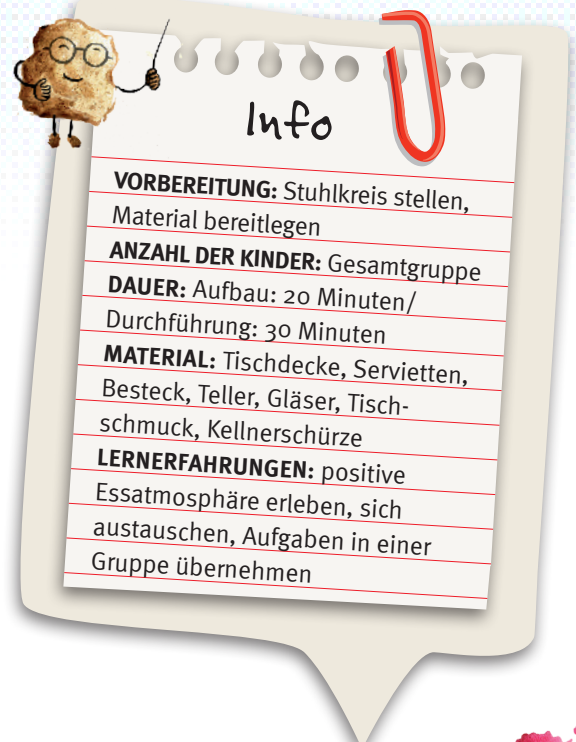 Info
VORBEREITUNG: Stuhlkreis stellen,
Material bereitlegen
ANZAHL DER KINDER: Gesamtgruppe
DAUER: Aufbau: 20 Minuten/
Durchführung: 30 Minuten
MATERIAL: Tischdecke, Servietten,
Besteck, Teller, Gläser, Tisch-
schmuck, Kellnerschürze
LERNERFAHRUNGEN: positive
Essatmosphäre erleben, sich
austauschen, Aufgaben in einer
Gruppe übernehmen